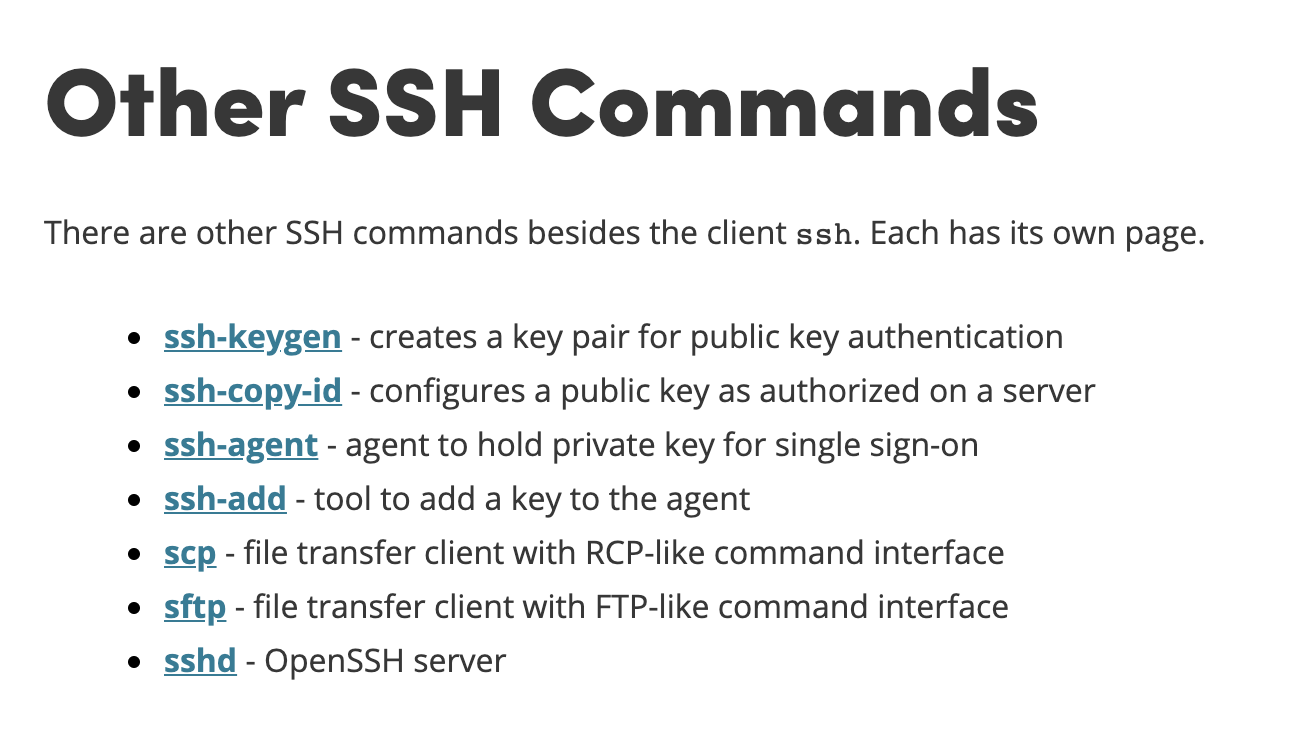 Other SSH Commands
There are other SSH commands besides the client ssh. Each has its own page.
• ssh-keygen - creates a key pair for public key authentication
• ssh-copy-id - configures a public key as authorized on a server
• ssh-agent - agent to hold private key for single sign-on
• ssh-add - tool to add a key to the agent
• scp - file transfer client with RCP-like command interface
• sftp - file transfer client with FTP-like command interface
• sshd - OpenSSH server